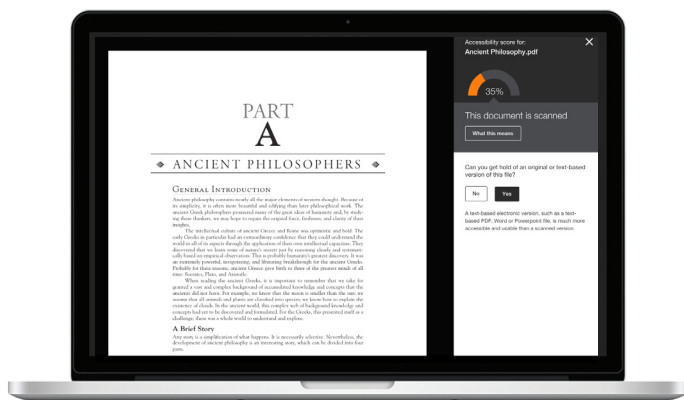 PART
A
ANCIENT PHILOSOPHERS
GENERAL INTRODUCTION
Ancient philosophy contains nearly all the major elements of western thought. Because of
its simplicity, it is often more beautiful and edifying than later philosophical work. The
ancient Greek philosophers pioneered many of the great ideas of humanity and, by study-
ing these thinkers, we may hope to regain the original force, freshness, and clarity of their
insights.
The intellectual culture of ancient Greece and Rome was optimistic and bold. The
early Greeks in particular had an extraordinary confidence that they could understand the
world in all of its aspects through the application of their own intellectual capacities. They
discovered that we learn some of nature's secrets just by reasoning closely and systemat-
ically based on empirical observation. This is probably humanity's greatest discovery. It was
an extremely powerful, invigorating, and liberating breakthrough for the ancient Greeks.
Probably for these reasons, ancient Greece gave birth to three of the greatest minds of all
time: Socrates, Plato, and Aristotle.
When reading the ancient Greeks, it is important to remember that we take for
granted a vast and complex background of accumulated knowledge and concepts that the
ancients did not have. For example, we know that the moon is smaller than the sun; we
assume that all animals and plants are classified into species; we know how to explain the
existence of clouds. In the ancient world, this complex web of background knowledge and
concepts had yet to be discovered and formulated. For the Greeks, this presented itself as a
challenge; there was a whole world to understand and explore.
A Brief Story
Any story is a simplification of what happens. It is necessarily selective. Nevertheless, the
development of ancient philosophy is an interesting story, which can be divided into four
parts.
Accessibility score for:
Ancient Philosophy.pdf
35%
This document is scanned
What this means
Can you get hold of an original or text-based
version of this file?
No
Yes
A text-based electronic version, such as a text-
based PDF, Word or Powerpoint file, is much more
accessible and usable than a scanned version.